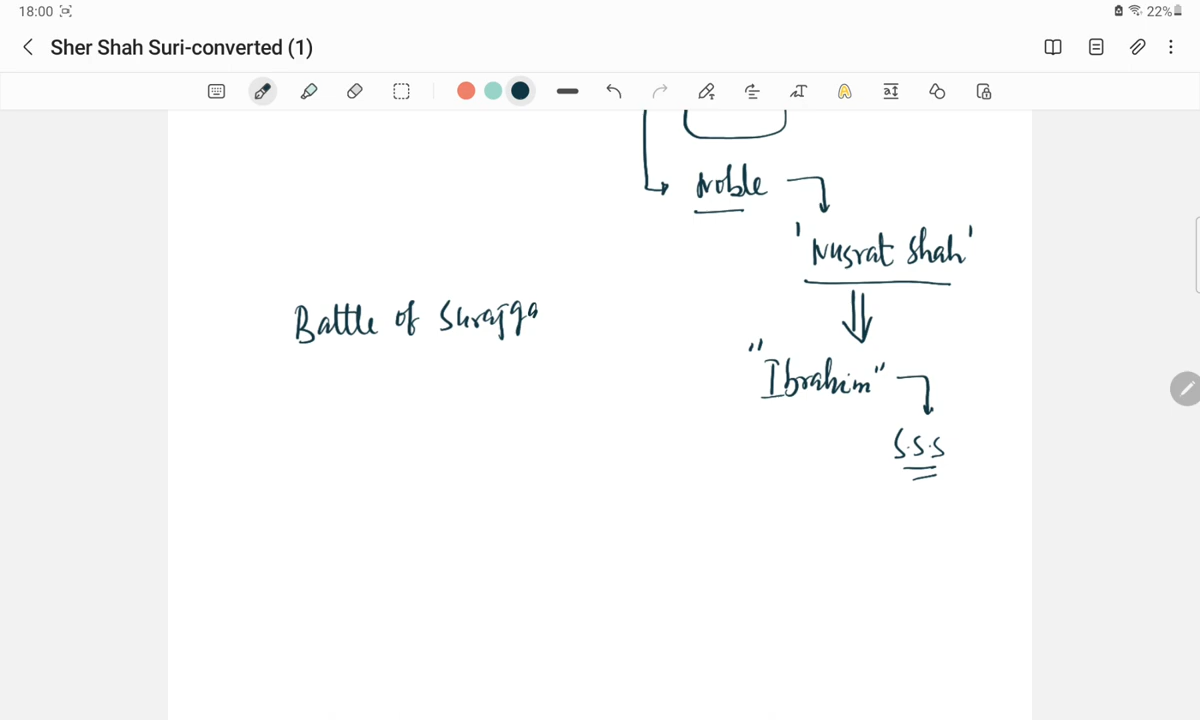 18:00
22%
Sher Shah Suri-converted (1)
Noble
'Nusrat Shah'
Battle of Surajga
"Ibrahim"
S.S.S